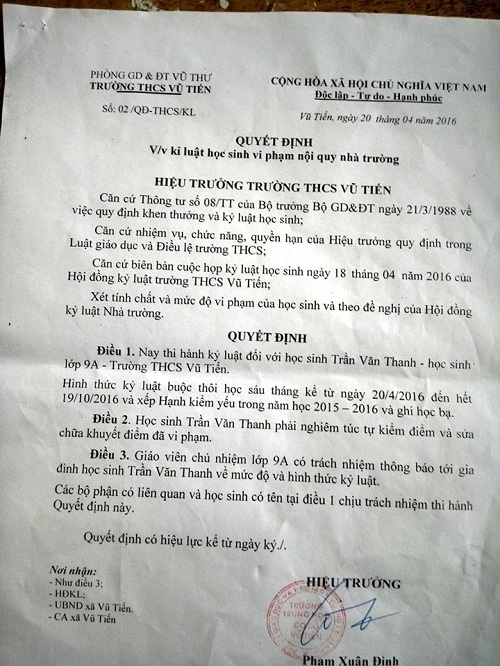 PHÒNG GD & ĐT VŨ THƯ
TRƯỜNG THCS VŨ TIẾN
Số: 02 /QĐ-THCS/KL
CỘNG HÒA XÃ HỘI CHỦ NGHĨA VIỆT NAM
Độc lập - Tự do - Hạnh phúc
Vũ Tiến, ngày 20 tháng 04 năm 2016
QUYẾT ĐỊNH
V/v kỉ luật học sinh vi phạm nội quy nhà trường
HIỆU TRƯỞNG TRƯỜNG THCS VŨ TIẾN
Căn cứ Thông tư số 08/TT của Bộ trưởng Bộ GD&ĐT ngày 21/3/1988 về
việc quy định khen thưởng và kỷ luật học sinh;
Căn cứ nhiệm vụ, chức năng, quyền hạn của Hiệu trưởng quy định trong
Luật giáo dục và Điều lệ trường THCS;
Căn cứ biên bản cuộc họp kỷ luật học sinh ngày 18 tháng 04 năm 2016 của
Hội đồng kỷ luật trường THCS Vũ Tiến;
Xét tính chất và mức độ vi phạm của học sinh và theo đề nghị của Hội đồng
kỷ luật Nhà trường.
QUYẾT ĐỊNH
Điều 1. Nay thi hành kỷ luật đối với học sinh Trần Văn Thanh - học sinh
lớp 9A - Trường THCS Vũ Tiến.
Hình thức kỷ luật buộc thôi học sáu tháng kể từ ngày 20/4/2016 đến hết
19/10/2016 và xếp Hạnh kiểm yếu trong năm học 2015 – 2016 và ghi học bạ.
Điều 2. Học sinh Trần Văn Thanh phải nghiêm túc tự kiểm điểm và sửa
chữa khuyết điểm đã vi phạm.
Điều 3. Giáo viên chủ nhiệm lớp 9A có trách nhiệm thông báo tới gia
đình học sinh Trần Văn Thanh về mức độ và hình thức kỷ luật.
Các bộ phận có liên quan và học sinh có tên tại điều 1 chịu trách nhiệm thi hành
Quyết định này.
Quyết định có hiệu lực kể từ ngày ký./.
Nơi nhận:
- Như điều 3;
- HĐKL;
- UBND xã Vũ Tiến.
- CA xã Vũ Tiến
HIỆU TRƯỞNG
TRƯỜNG
TRUNG HỌC
CƠ SỞ
VŨ TIẾN
Phạm Xuân Định